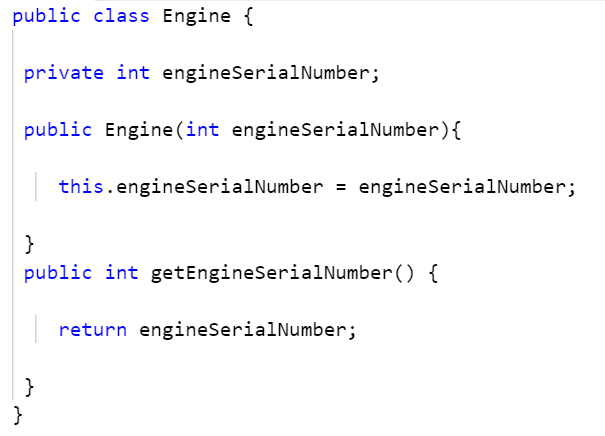 public class Engine {
private int engineSerialNumber;
public Engine(int engineSerialNumber){
this.engineSerialNumber = engineSerialNumber;
}
public int getEngineSerialNumber() {
return engineSerialNumber;
}
}